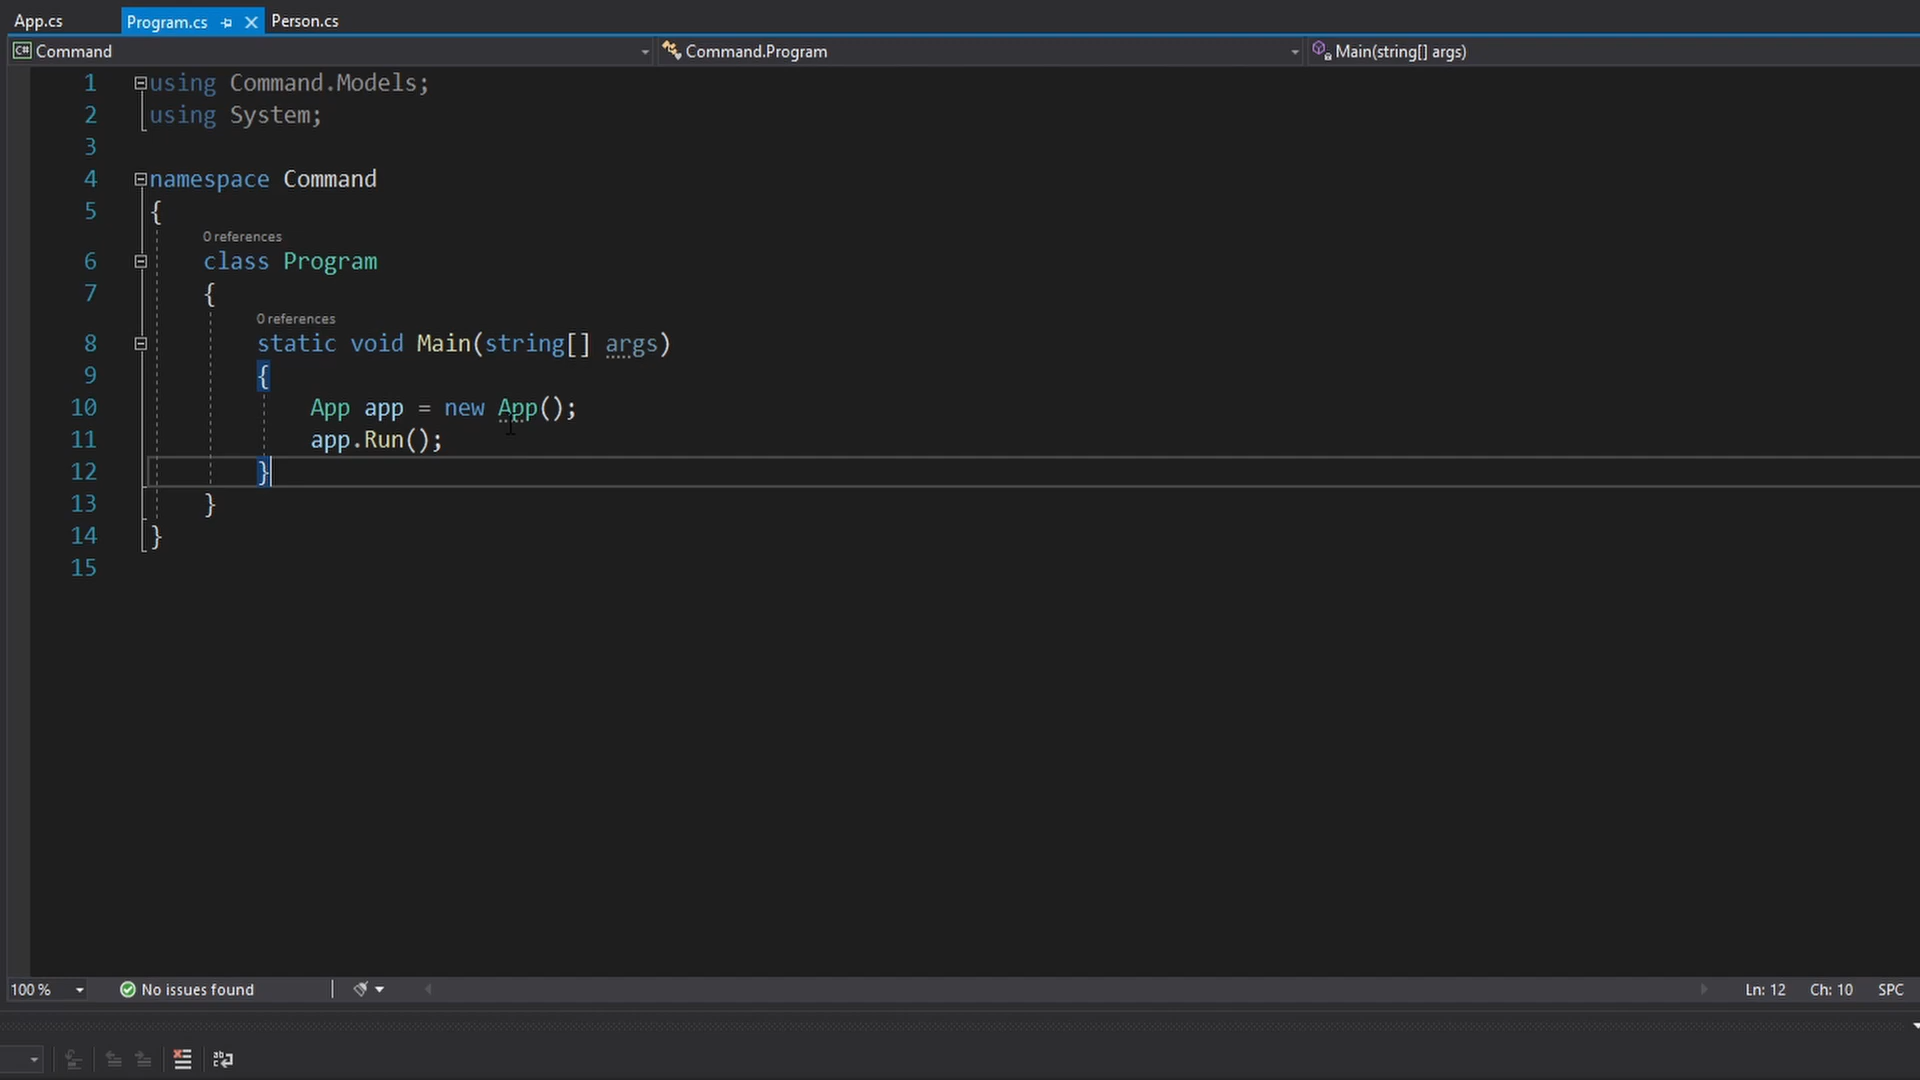 App.cs Program.cs Person.cs
C# Command Command.Program Main(string[] args)
1 using Command.Models;
2 using System;
3
4 namespace Command
5 {
0 references
6 class Program
7 {
0 references
8 static void Main(string[] args)
9 {
10 App app = new App();
11 app.Run();
12 }
13 }
14 }
15
100 % No issues found Ln: 12 Ch: 10 SPC